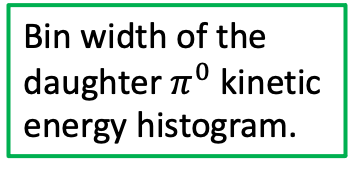 Bin width of the
daughter π⁰ kinetic
energy histogram.